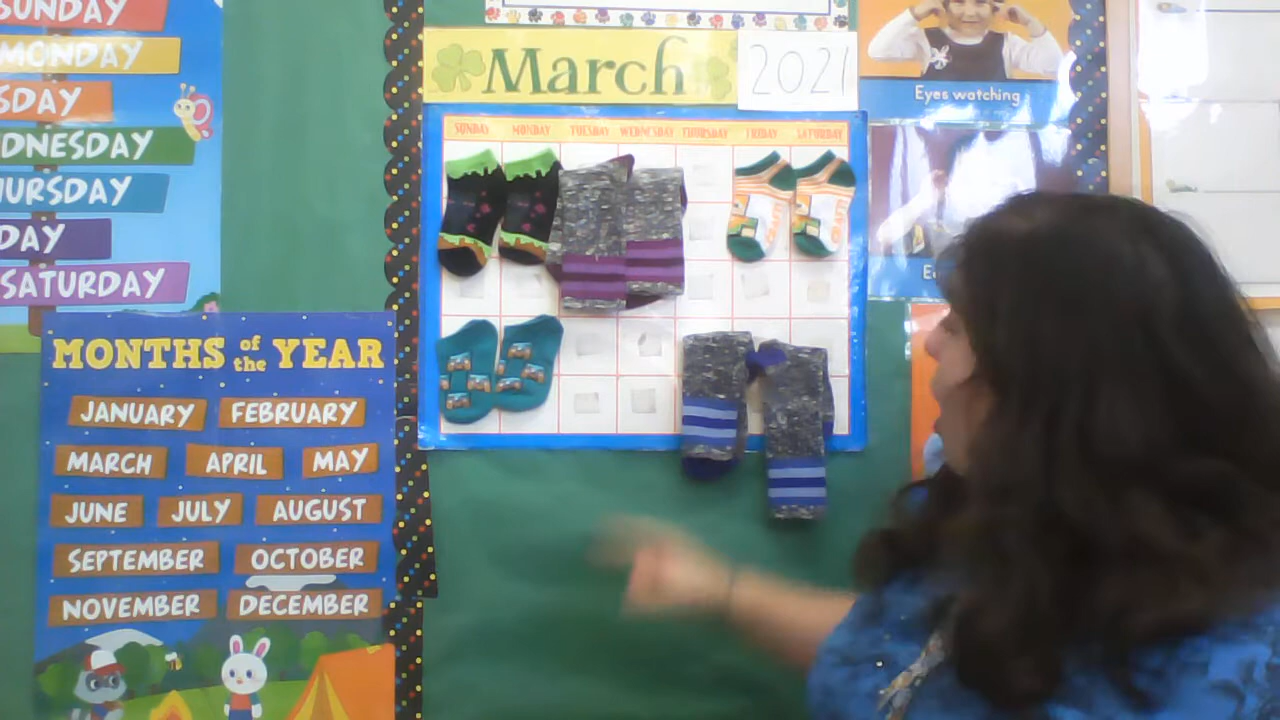 SUNDAY
MONDAY
SDAY
DNESDAY
URSDAY
DAY
SATURDAY
March 2021
SUNDAY MONDAY TUESDAY WEDNESDAY THURSDAY FRIDAY SATURDAY
Eyes watching
MONTHS of the YEAR
JANUARY FEBRUARY
MARCH APRIL MAY
JUNE JULY AUGUST
SEPTEMBER OCTOBER
NOVEMBER DECEMBER